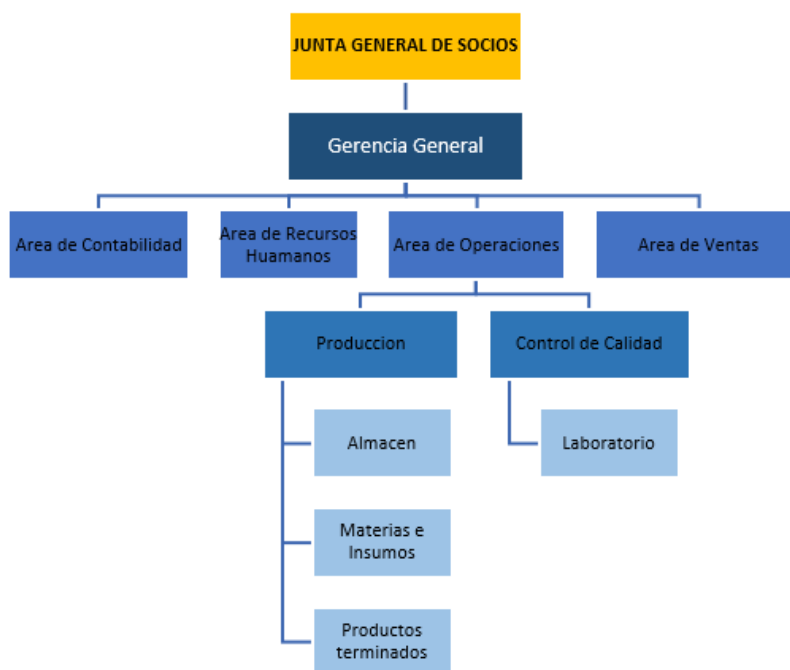 JUNTA GENERAL DE SOCIOS
Gerencia General
Area de Contabilidad
Area de Recursos
Huamanos
Area de Operaciones
Area de Ventas
Produccion
Control de Calidad
Almacen
Laboratorio
Materias e
Insumos
Productos
terminados